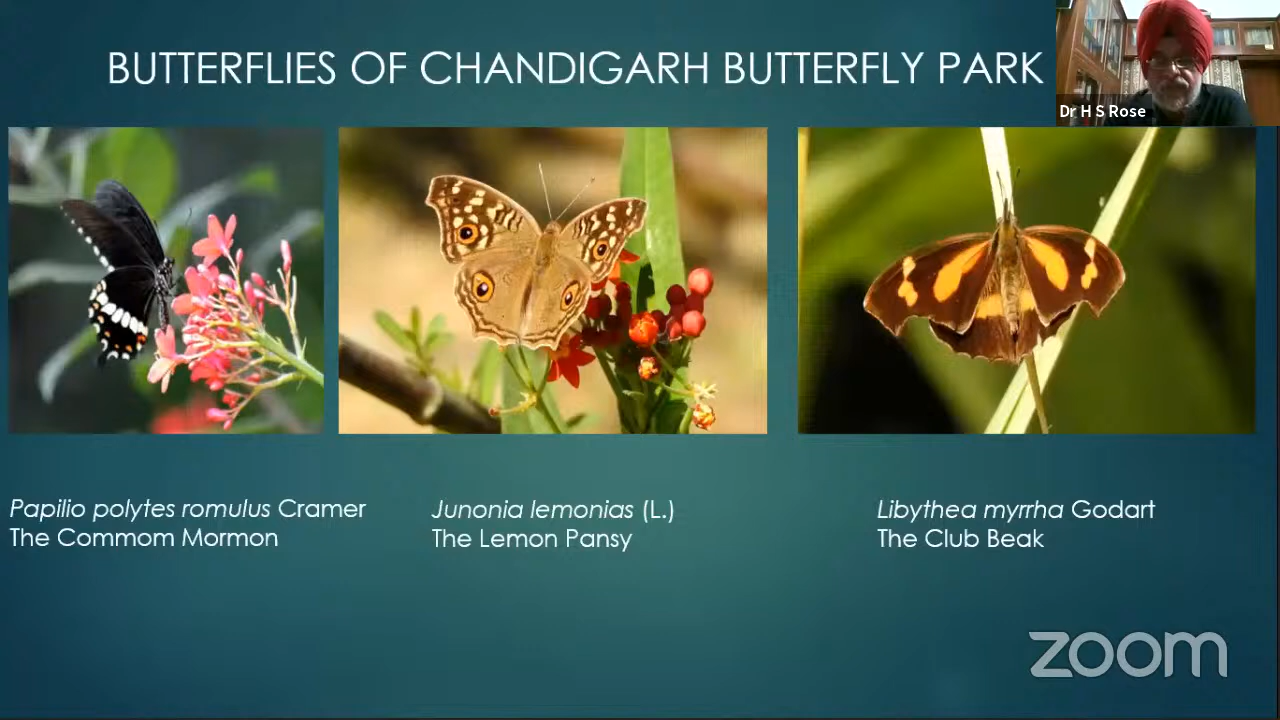 BUTTERFLIES OF CHANDIGARH BUTTERFLY PARK
Dr H S Rose
Papilio polytes romulus Cramer
The Commom Mormon
Junonia lemonias (L.)
The Lemon Pansy
Libythea myrrha Godart
The Club Beak
zoom